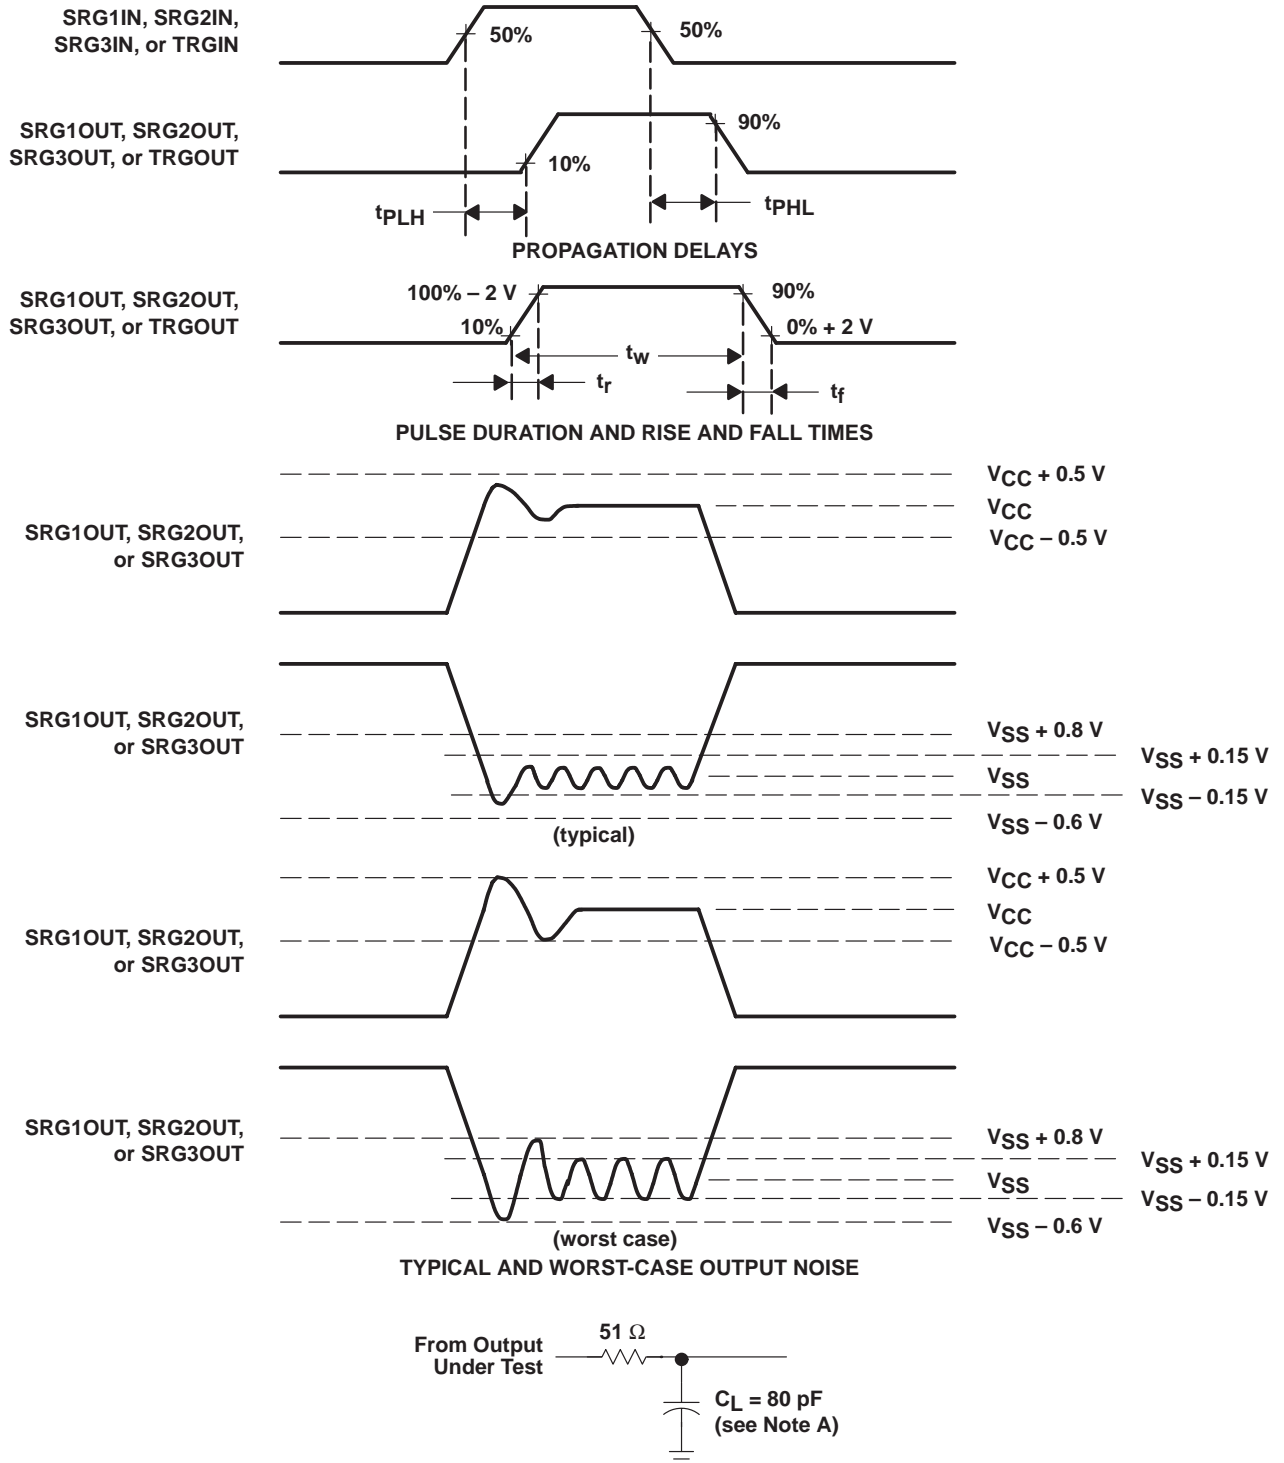 SRG1IN, SRG2IN,
SRG3IN, or TRGIN
50%
50%
SRG1OUT, SRG2OUT,
SRG3OUT, or TRGOUT
90%
10%
tPLH
tPHL
PROPAGATION DELAYS
SRG1OUT, SRG2OUT,
SRG3OUT, or TRGOUT
100% – 2 V
90%
10%
0% + 2 V
tw
tr
tf
PULSE DURATION AND RISE AND FALL TIMES
VCC + 0.5 V
VCC
VCC – 0.5 V
SRG1OUT, SRG2OUT,
or SRG3OUT
SRG1OUT, SRG2OUT,
or SRG3OUT
VSS + 0.8 V
VSS + 0.15 V
VSS
VSS – 0.15 V
VSS – 0.6 V
(typical)
VCC + 0.5 V
VCC
VCC – 0.5 V
SRG1OUT, SRG2OUT,
or SRG3OUT
SRG1OUT, SRG2OUT,
or SRG3OUT
VSS + 0.8 V
VSS + 0.15 V
VSS
VSS – 0.15 V
VSS – 0.6 V
(worst case)
TYPICAL AND WORST-CASE OUTPUT NOISE
51 Ω
From Output
Under Test
CL = 80 pF
(see Note A)